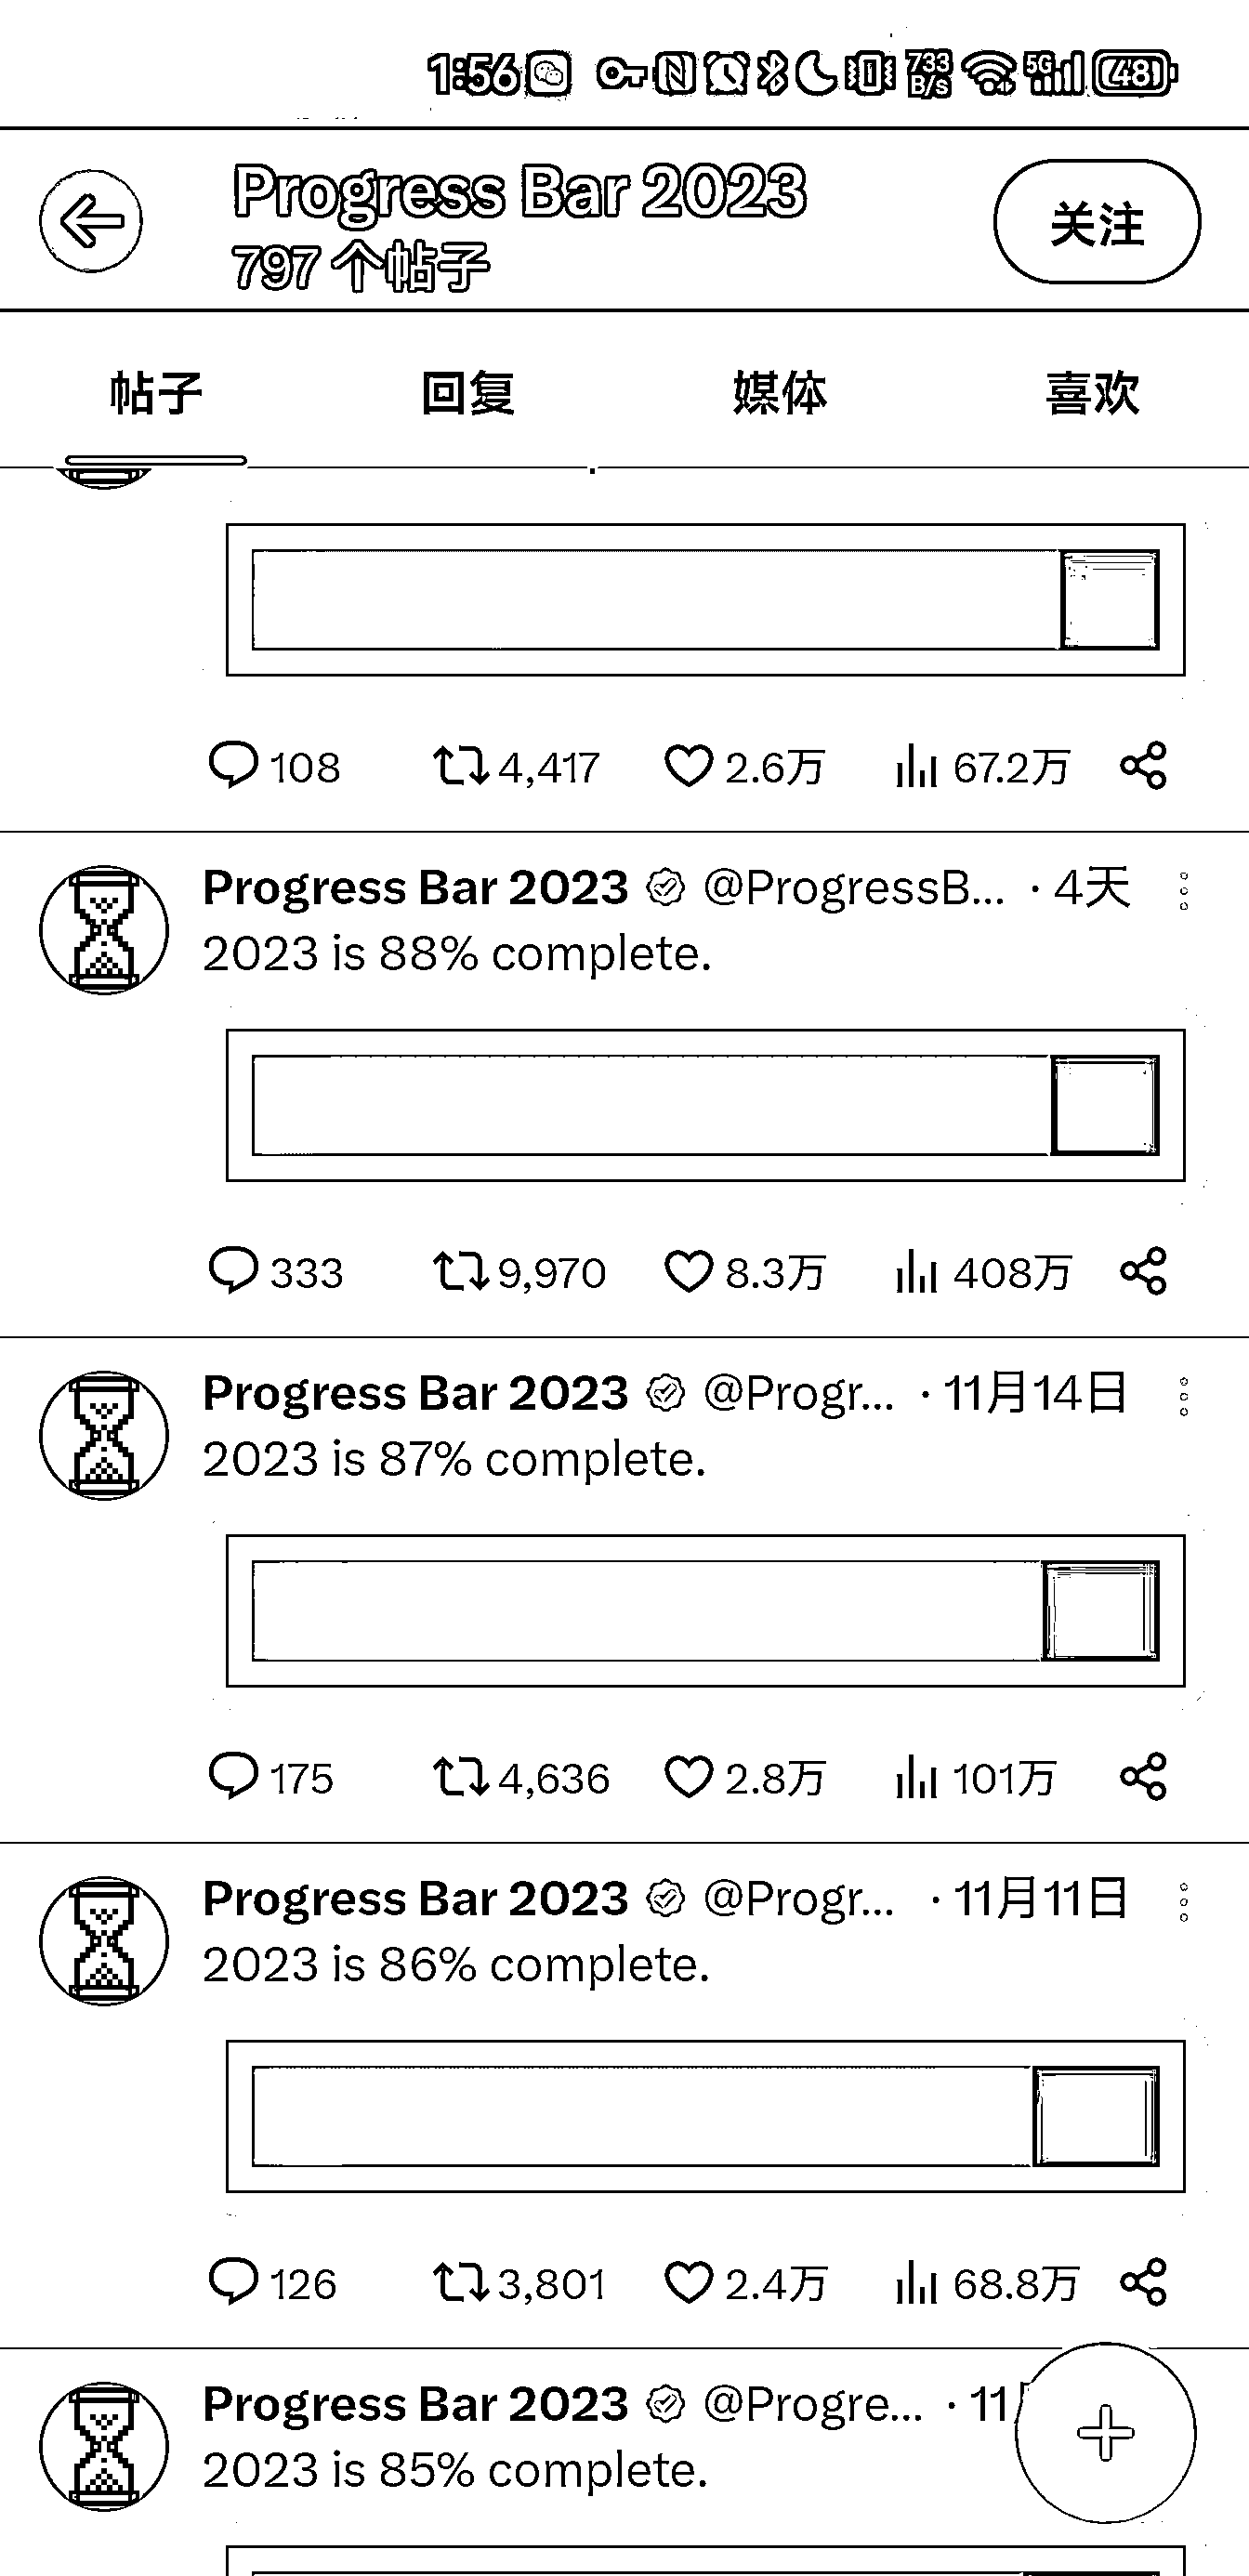 1:56 733 B/s 5G 48
Progress Bar 2023
797 个帖子
关注
帖子 回复 媒体 喜欢
108 4,417 2.6万 67.2万
Progress Bar 2023 @ProgressB... · 4天
2023 is 88% complete.
333 9,970 8.3万 408万
Progress Bar 2023 @Progr... · 11月14日
2023 is 87% complete.
175 4,636 2.8万 101万
Progress Bar 2023 @Progr... · 11月11日
2023 is 86% complete.
126 3,801 2.4万 68.8万
Progress Bar 2023 @Progre... · 11
2023 is 85% complete.